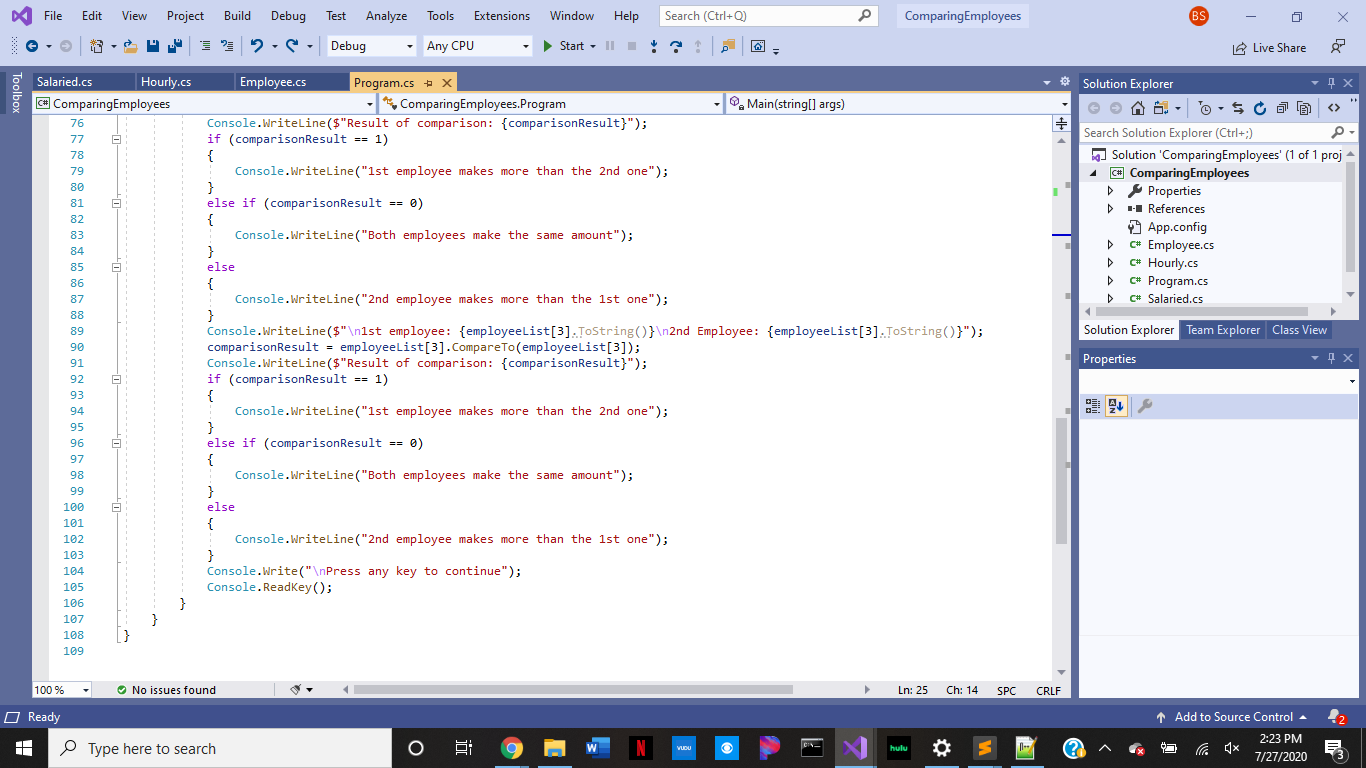 File Edit View Project Build Debug Test Analyze Tools Extensions Window Help Search (Ctrl+Q) ComparingEmployees BS
Debug Any CPU Start Live Share
Toolbox
Salaried.cs Hourly.cs Employee.cs Program.cs
C# ComparingEmployees ComparingEmployees.Program Main(string[] args)
76 Console.WriteLine($"Result of comparison: {comparisonResult}");
77 if (comparisonResult == 1)
78 {
79 Console.WriteLine("1st employee makes more than the 2nd one");
80 }
81 else if (comparisonResult == 0)
82 {
83 Console.WriteLine("Both employees make the same amount");
84 }
85 else
86 {
87 Console.WriteLine("2nd employee makes more than the 1st one");
88 }
89 Console.WriteLine($"\n1st employee: {employeeList[3].ToString()}\n2nd Employee: {employeeList[3].ToString()}");
90 comparisonResult = employeeList[3].CompareTo(employeeList[3]);
91 Console.WriteLine($"Result of comparison: {comparisonResult}");
92 if (comparisonResult == 1)
93 {
94 Console.WriteLine("1st employee makes more than the 2nd one");
95 }
96 else if (comparisonResult == 0)
97 {
98 Console.WriteLine("Both employees make the same amount");
99 }
100 else
101 {
102 Console.WriteLine("2nd employee makes more than the 1st one");
103 }
104 Console.Write("\nPress any key to continue");
105 Console.ReadKey();
106 }
107 }
108 }
109
100 % No issues found Ln: 25 Ch: 14 SPC CRLF
Solution Explorer
Search Solution Explorer (Ctrl+;)
Solution 'ComparingEmployees' (1 of 1 proj
C# ComparingEmployees
Properties
References
App.config
C# Employee.cs
C# Hourly.cs
C# Program.cs
C# Salaried.cs
Solution Explorer Team Explorer Class View
Properties
Ready Add to Source Control 2
Type here to search W N VUDU hulu S 2:23 PM
7/27/2020 3